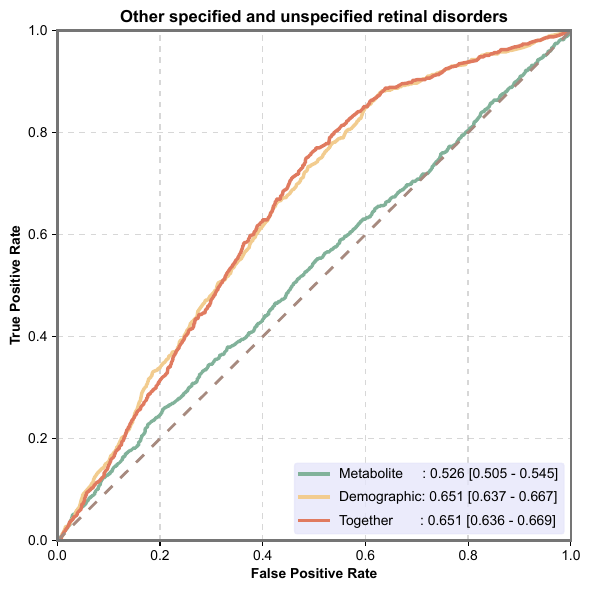 Other specified and unspecified retinal disorders
True Positive Rate
1.0
0.8
0.6
0.4
0.2
0.0
Metabolite : 0.526 [0.505 - 0.545]
Demographic: 0.651 [0.637 - 0.667]
Together : 0.651 [0.636 - 0.669]
0.0 0.2 0.4 0.6 0.8 1.0
False Positive Rate